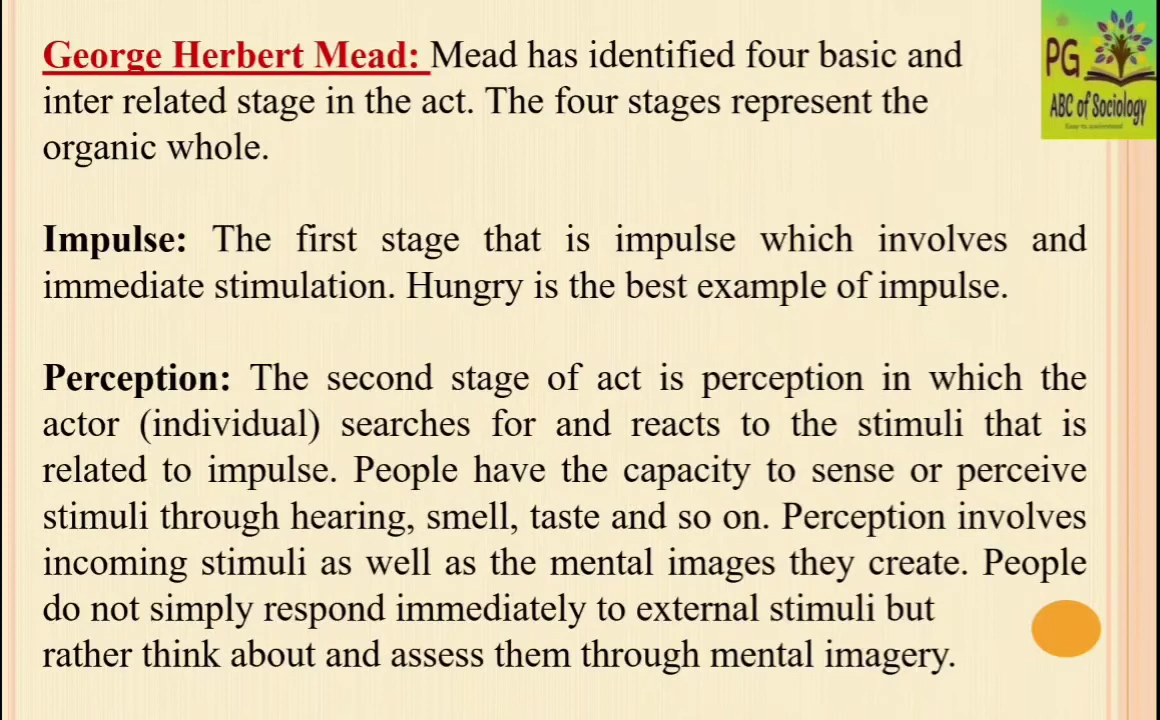 George Herbert Mead: Mead has identified four basic and
inter related stage in the act. The four stages represent the
organic whole.
Impulse: The first stage that is impulse which involves and
immediate stimulation. Hungry is the best example of impulse.
Perception: The second stage of act is perception in which the
actor (individual) searches for and reacts to the stimuli that is
related to impulse. People have the capacity to sense or perceive
stimuli through hearing, smell, taste and so on. Perception involves
incoming stimuli as well as the mental images they create. People
do not simply respond immediately to external stimuli but
rather think about and assess them through mental imagery.
PG
ABC of Sociology
Easy to understand